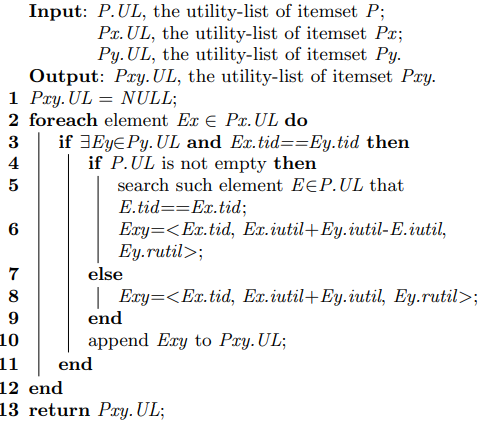 Input: P.UL, the utility-list of itemset P;
Px.UL, the utility-list of itemset Px;
Py.UL, the utility-list of itemset Py.
Output: Pxy.UL, the utility-list of itemset Pxy.
1 Pxy.UL = NULL;
2 foreach element Ex ∈ Px.UL do
3 if ∃Ey∈Py.UL and Ex.tid==Ey.tid then
4 if P.UL is not empty then
5 search such element E∈P.UL that
E.tid==Ex.tid;
6 Exy=<Ex.tid, Ex.iutil+Ey.iutil-E.iutil,
Ey.rutil>;
7 else
8 Exy=<Ex.tid, Ex.iutil+Ey.iutil, Ey.rutil>;
9 end
10 append Exy to Pxy.UL;
11 end
12 end
13 return Pxy.UL;